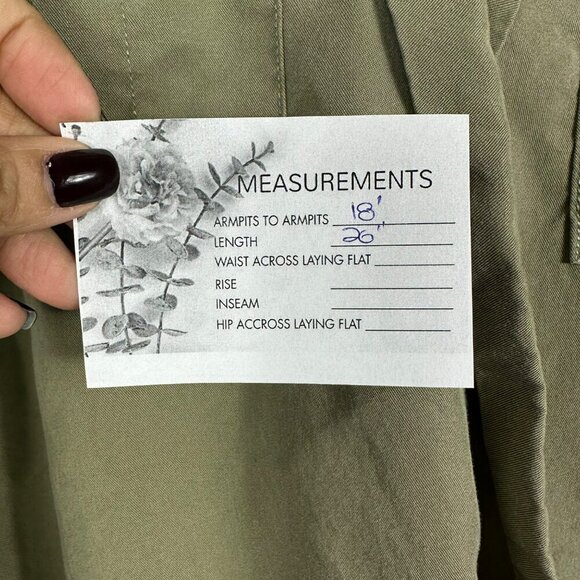 MEASUREMENTS
ARMPITS TO ARMPITS 18'
LENGTH 26"
WAIST ACROSS LAYING FLAT
RISE
INSEAM
HIP ACCROSS LAYING FLAT